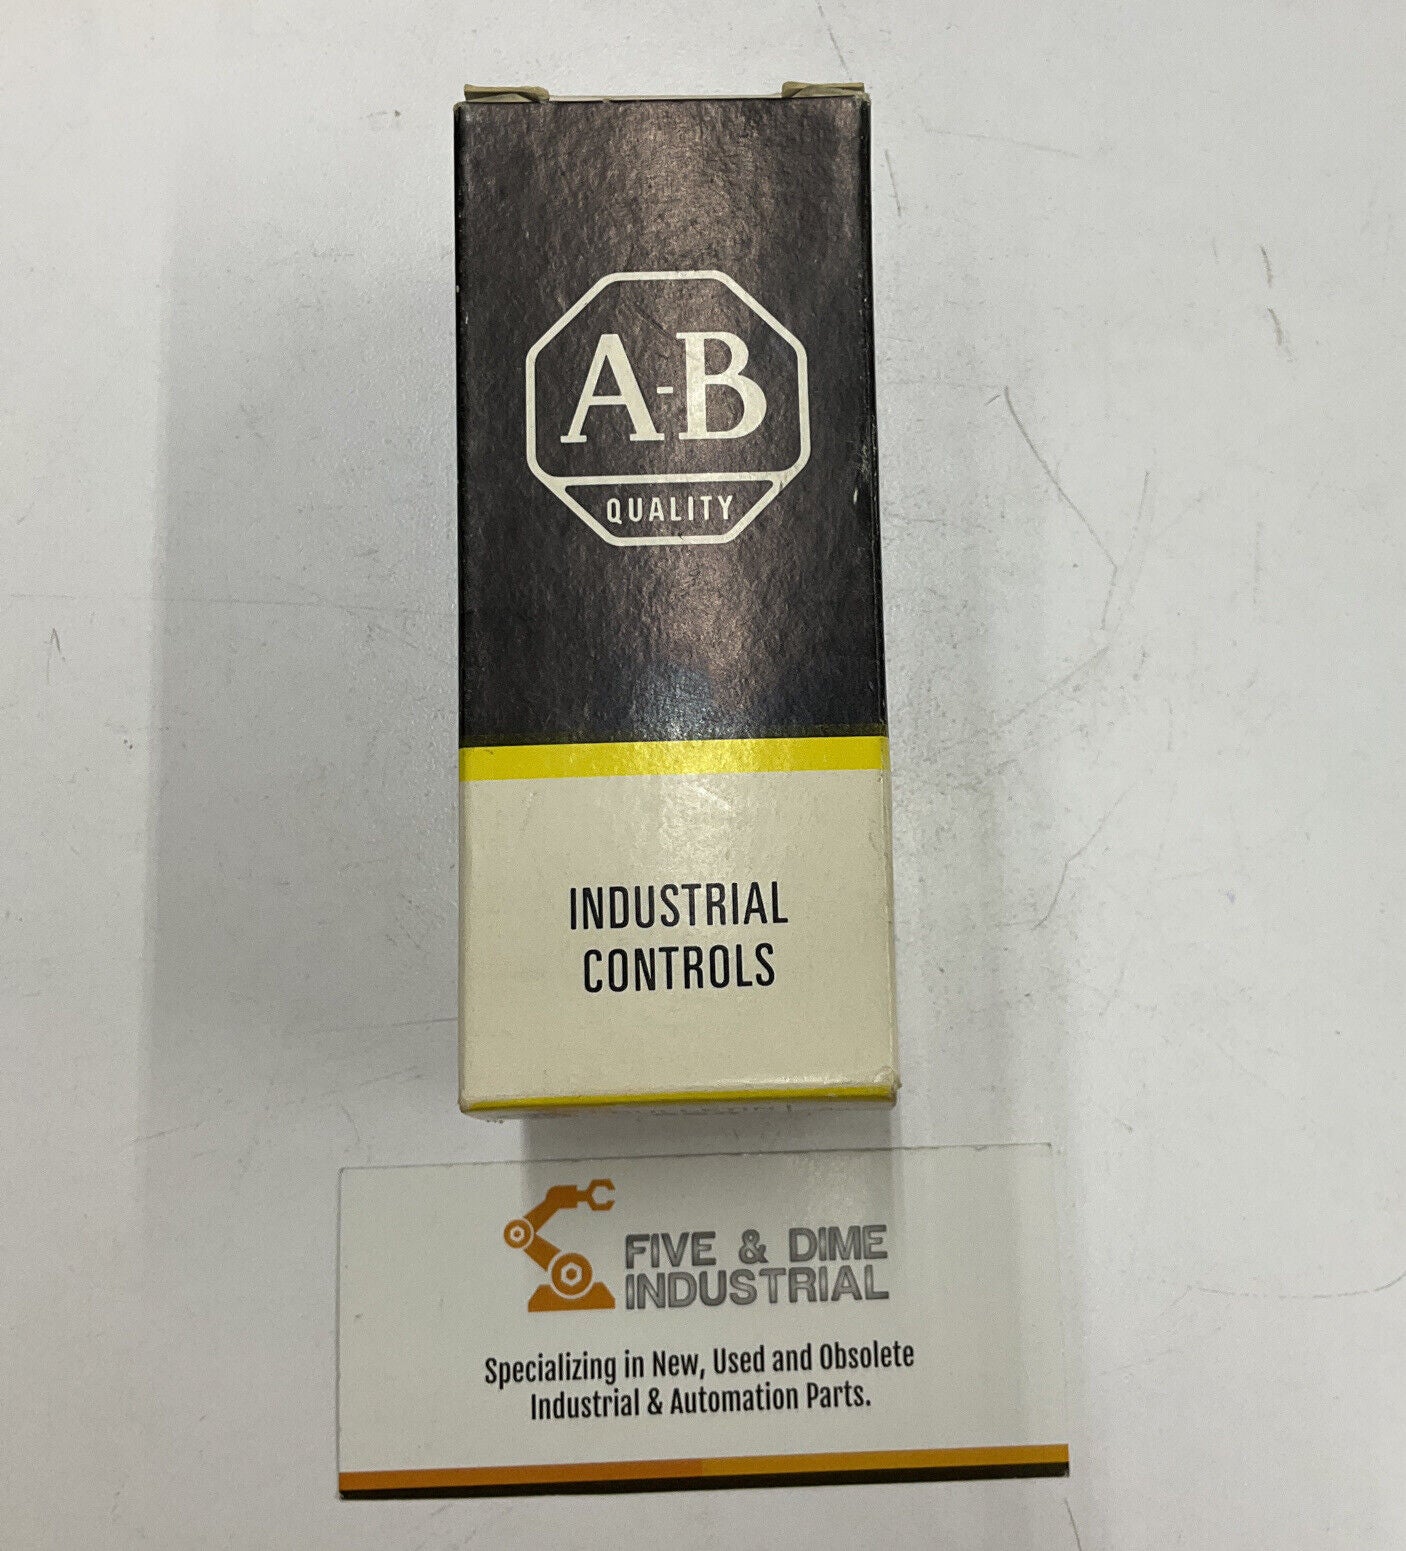 A-B
QUALITY
INDUSTRIAL
CONTROLS
FIVE & DIME
INDUSTRIAL
Specializing in New, Used and Obsolete
Industrial & Automation Parts.